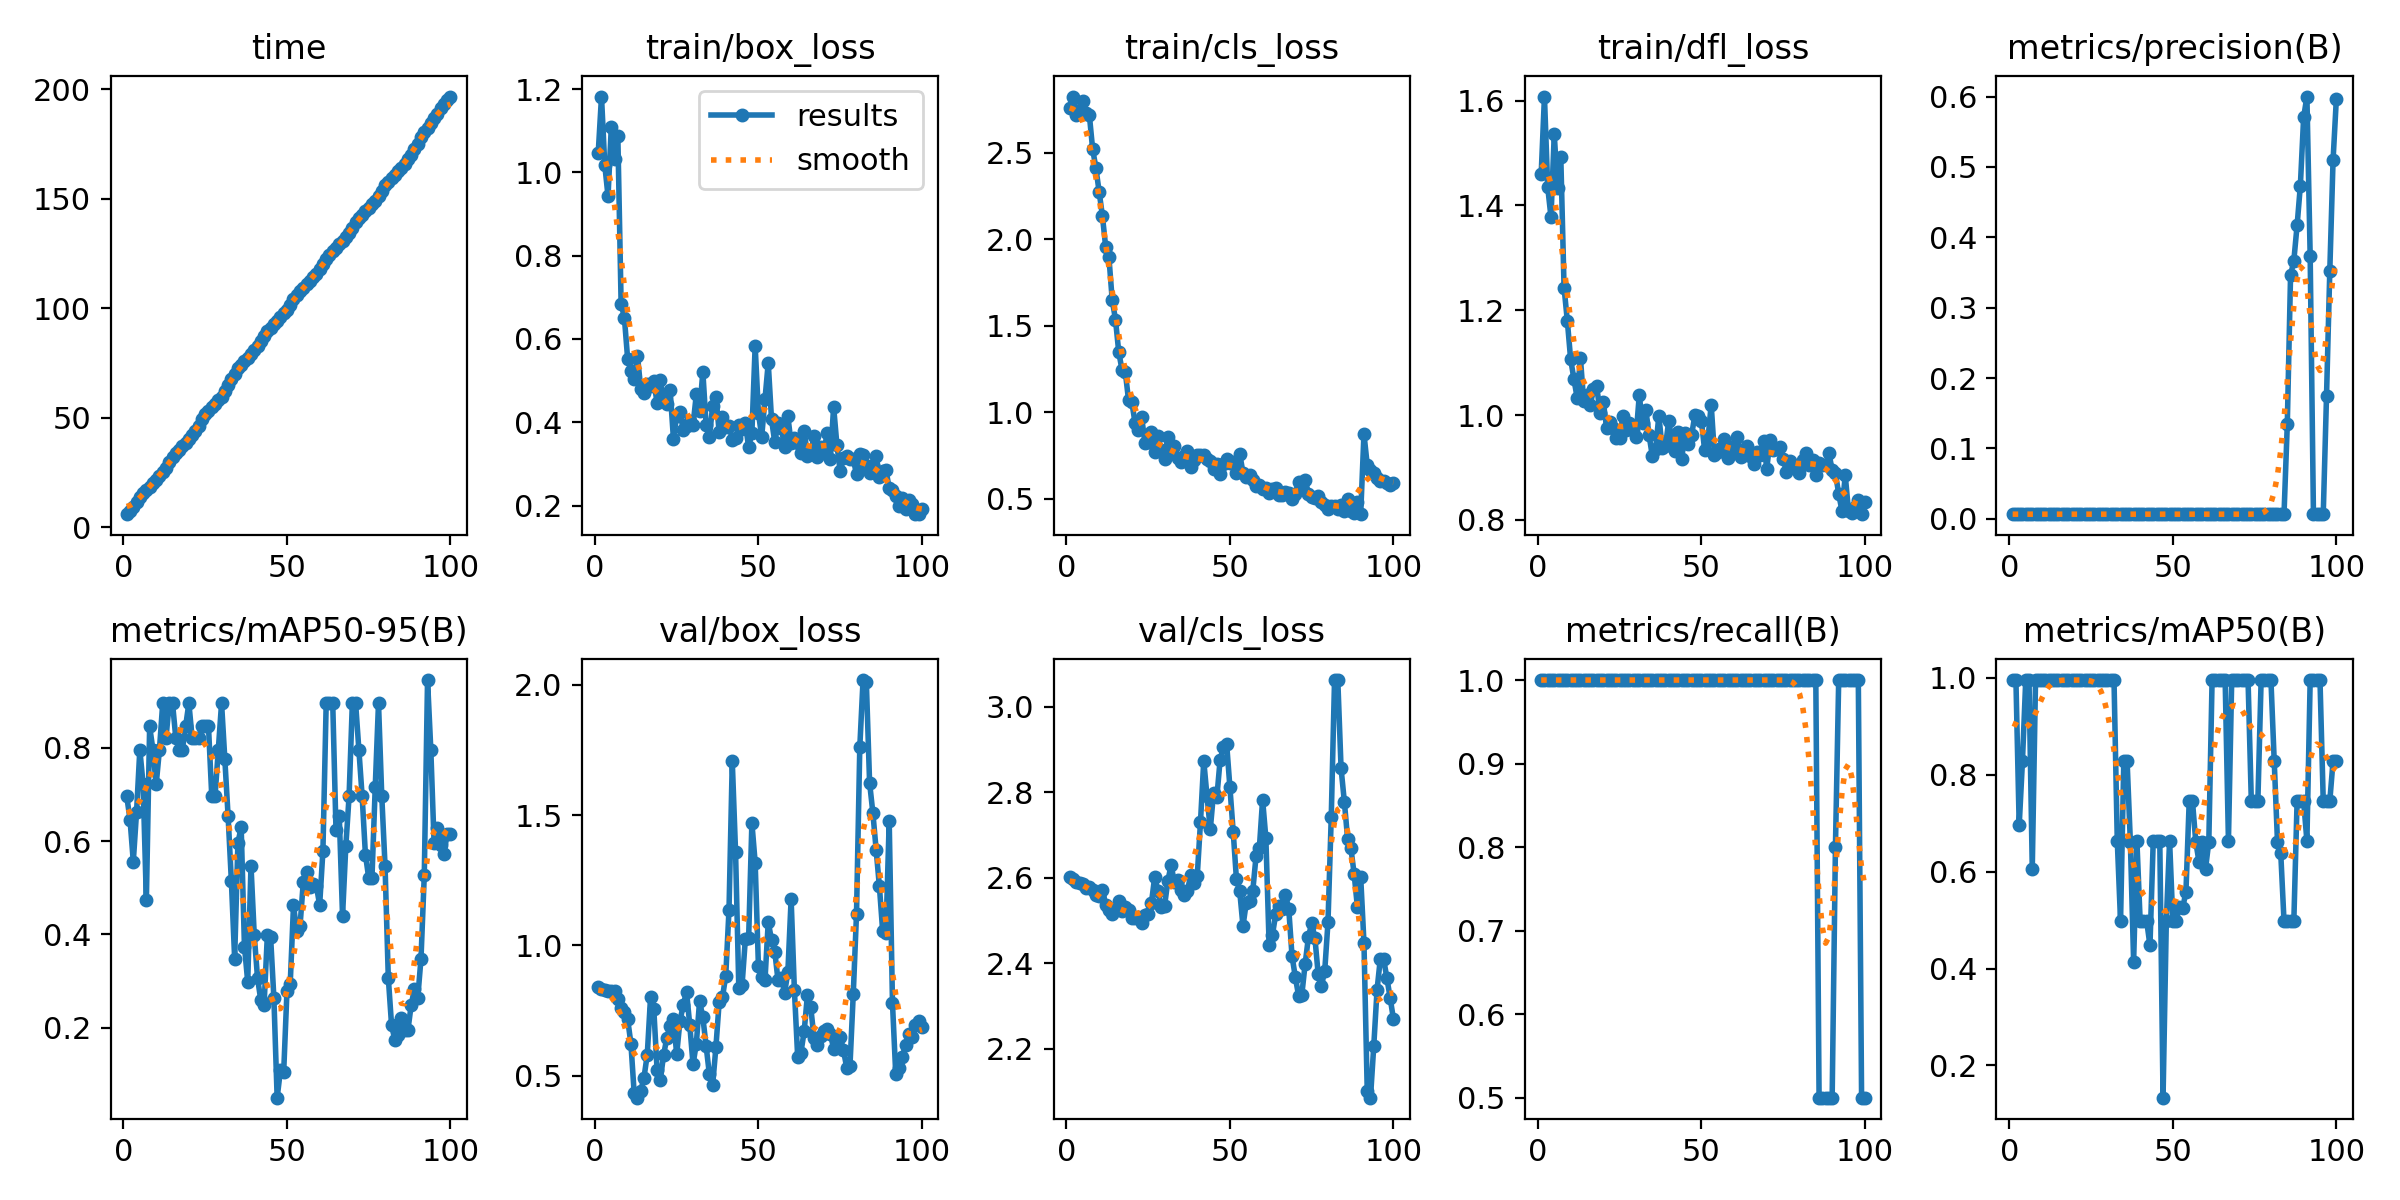 time
200
150
100
50
0
0 50 100
train/box_loss
results
smooth
1.2
1.0
0.8
0.6
0.4
0.2
0 50 100
train/cls_loss
2.5
2.0
1.5
1.0
0.5
0 50 100
train/dfl_loss
1.6
1.4
1.2
1.0
0.8
0 50 100
metrics/precision(B)
0.6
0.5
0.4
0.3
0.2
0.1
0.0
0 50 100
metrics/mAP50-95(B)
0.8
0.6
0.4
0.2
0 50 100
val/box_loss
2.0
1.5
1.0
0.5
0 50 100
val/cls_loss
3.0
2.8
2.6
2.4
2.2
0 50 100
metrics/recall(B)
1.0
0.9
0.8
0.7
0.6
0.5
0 50 100
metrics/mAP50(B)
1.0
0.8
0.6
0.4
0.2
0 50 100